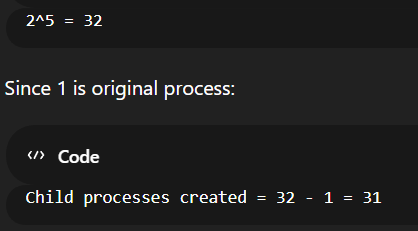 2^5 = 32
Since 1 is original process:
</> Code
Child processes created = 32 - 1 = 31